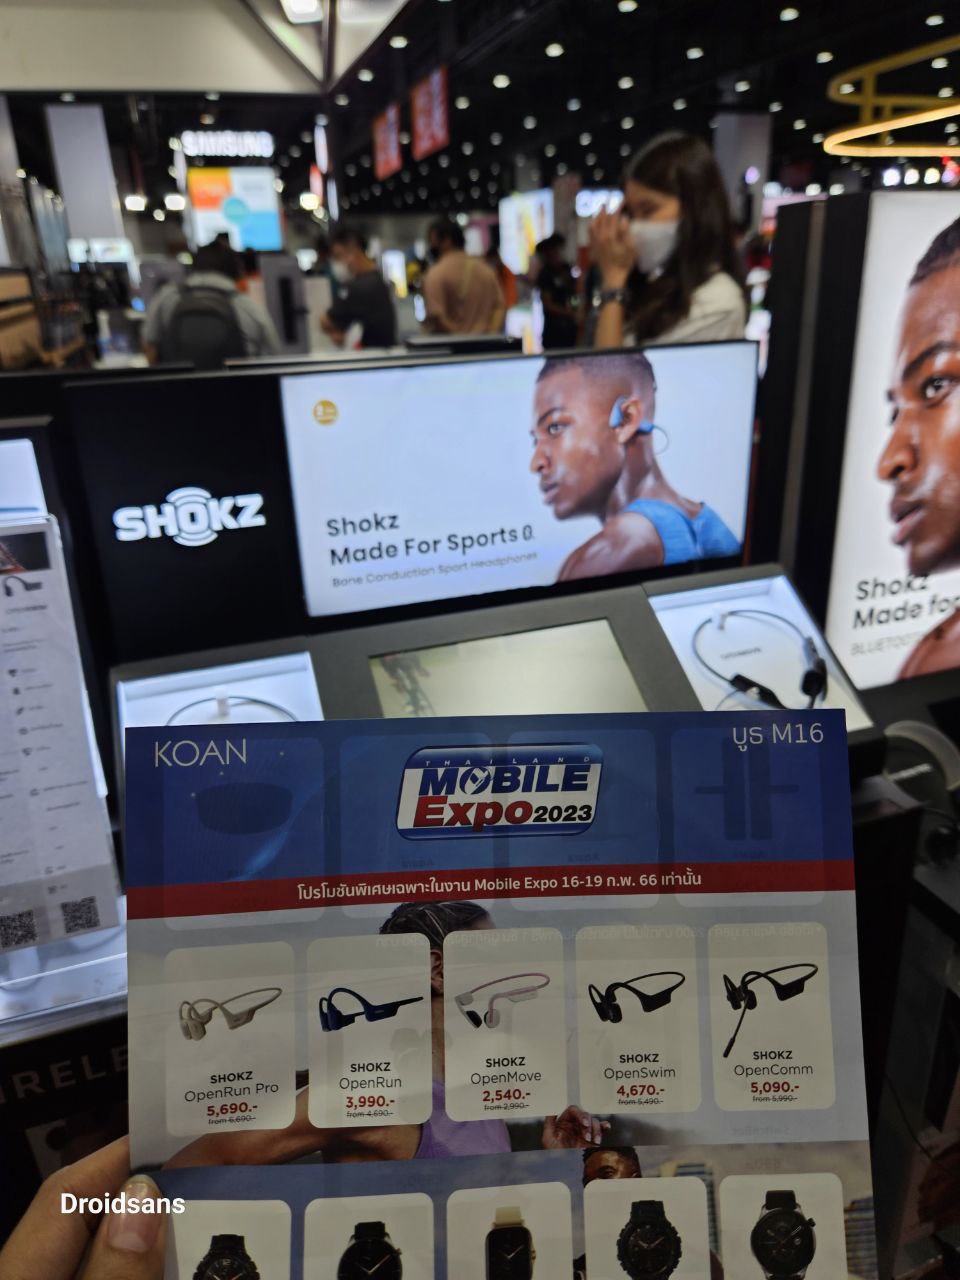 SAMSUNG
SHOKZ
Shokz
Made For Sports
Bone Conduction Sport Headphones
Shokz
Made for
KOAN
บูธ M16
THAILAND
MOBILE
Expo 2023
โปรโมชันพิเศษเฉพาะในงาน Mobile Expo 16-19 ก.พ. 66 เท่านั้น
SHOKZ
OpenRun Pro
5,690.-
from 6,690.-
SHOKZ
OpenRun
3,990.-
from 4,690.-
SHOKZ
OpenMove
2,540.-
from 2,990.-
SHOKZ
OpenSwim
4,670.-
from 5,490.-
SHOKZ
OpenComm
5,090.-
from 5,990.-
Droidsans